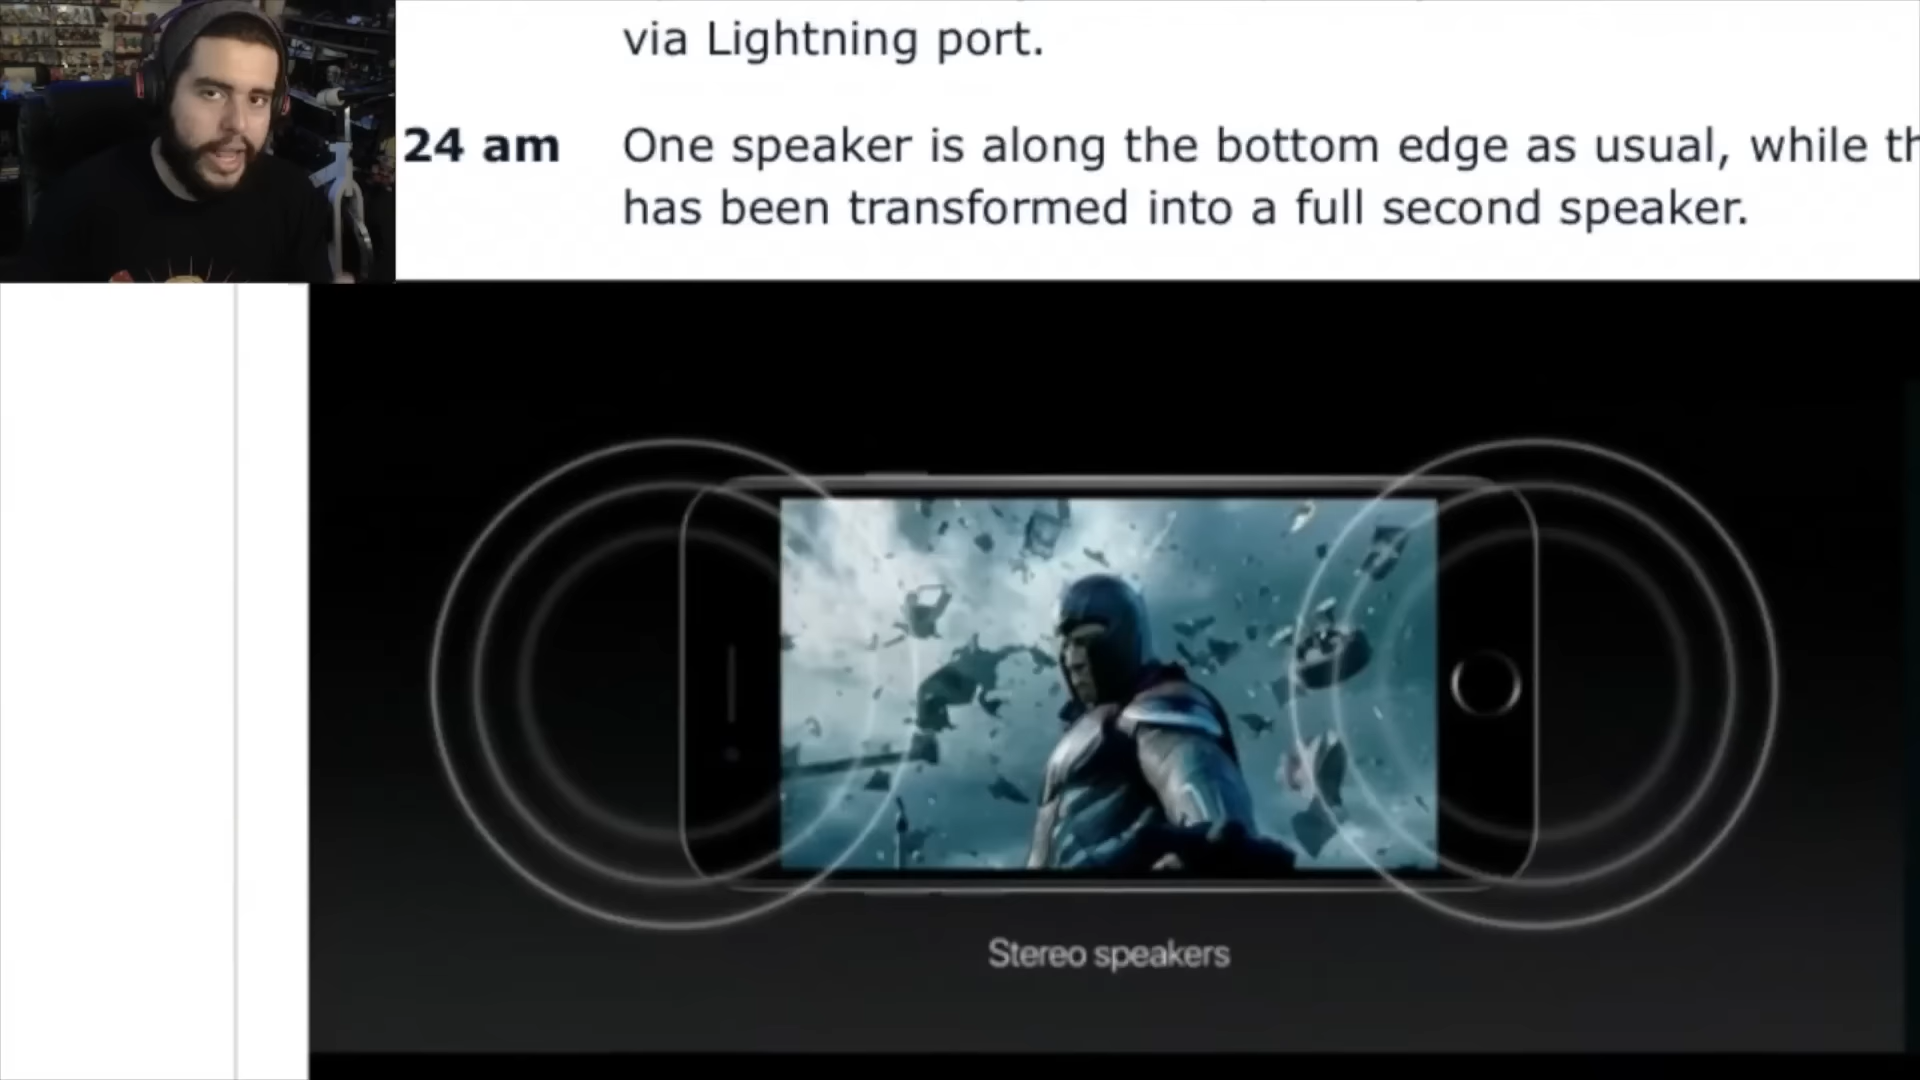 via Lightning port.
24 am One speaker is along the bottom edge as usual, while
has been transformed into a full second speaker.
Stereo speakers